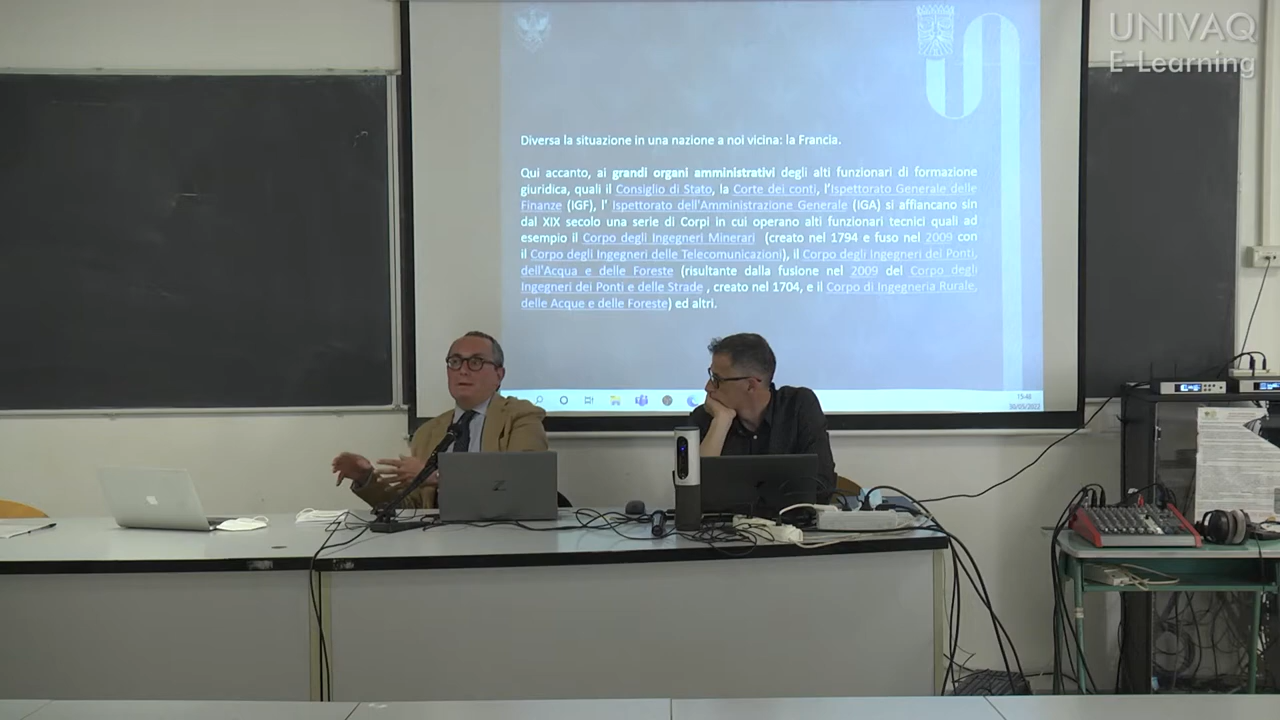 UNIVAQ
E-Learning
Diversa la situazione in una nazione a noi vicina: la Francia.
Qui accanto, ai grandi organi amministrativi degli alti funzionari di formazione
giuridica, quali il Consiglio di Stato, la Corte dei conti, l'Ispettorato Generale delle
Finanze (IGF), l' Ispettorato dell'Amministrazione Generale (IGA) si affiancano sin
dal XIX secolo una serie di Corpi in cui operano alti funzionari tecnici quali ad
esempio il Corpo degli Ingegneri Minerari (creato nel 1794 e fuso nel 2009 con
il Corpo degli Ingegneri delle Telecomunicazioni), il Corpo degli Ingegneri dei Ponti,
dell'Acqua e delle Foreste (risultante dalla fusione nel 2009 del Corpo degli
Ingegneri dei Ponti e delle Strade , creato nel 1704, e il Corpo di Ingegneria Rurale,
delle Acque e delle Foreste) ed altri.
15:48
30/05/2022